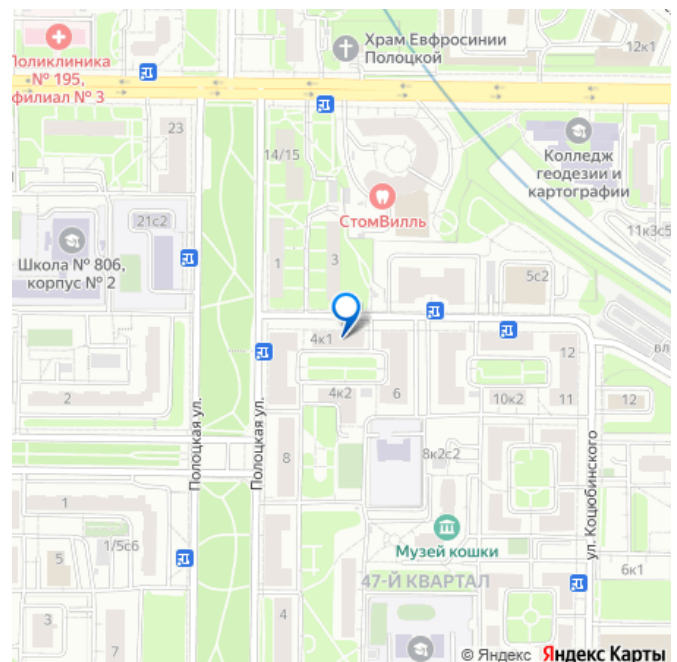 Храм Евфросинии
Полоцкой
12к1
Поликлиника
№ 195,
филиал № 3
23
14/15
Колледж
геодезии и
картографии
СтомВилль
21с2
11к3с5
Школа № 806,
корпус № 2
1
3
5с2
4к1
вл
12
2
4к2
6
10к2
11
12
Полоцкая ул.
Полоцкая ул.
8
8к2с2
ул. Коцюбинского
1
Музей кошки
1/5с6
5
47-Й КВАРТАЛ
6к1
3
4
7
© Яндекс Яндекс Карты